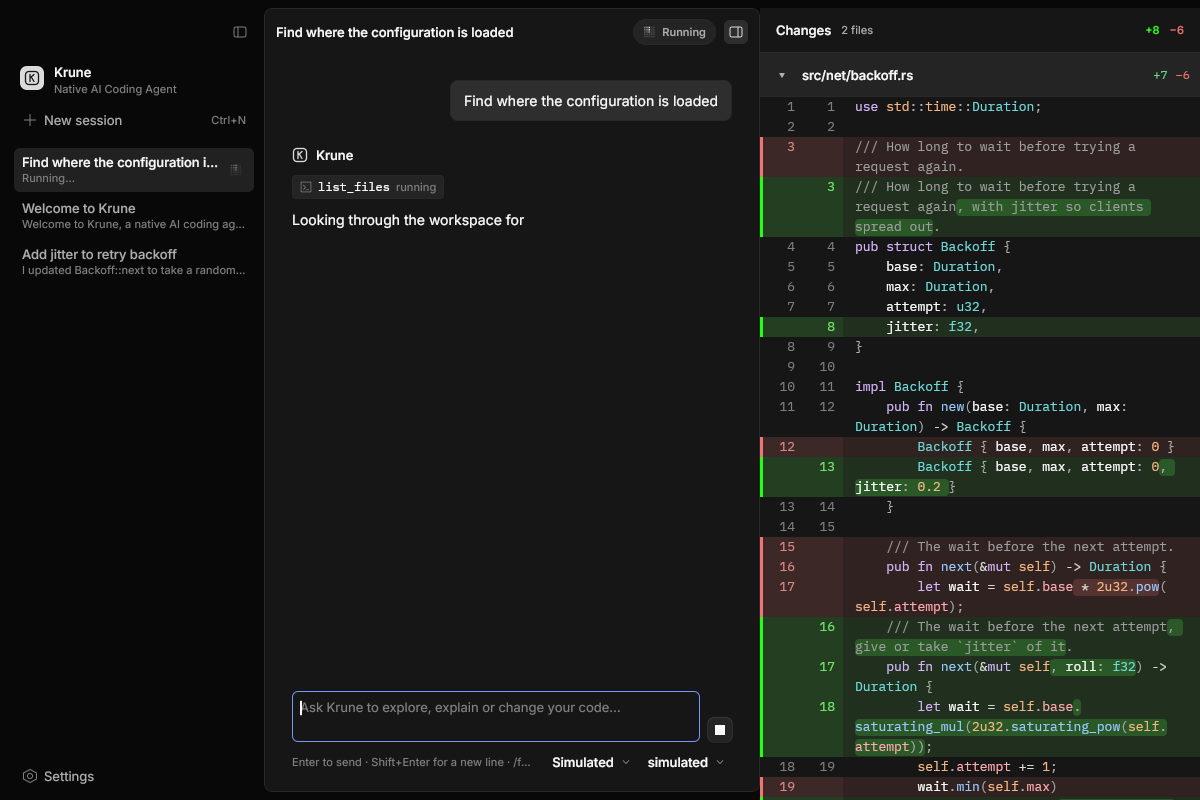 Krune
Native AI Coding Agent
New session Ctrl+N
Find where the configuration i...
Running...
Welcome to Krune
Welcome to Krune, a native AI coding ag...
Add jitter to retry backoff
I updated Backoff::next to take a random...
Settings
Find where the configuration is loaded
Running
Find where the configuration is loaded
Krune
list_files running
Looking through the workspace for
Ask Krune to explore, explain or change your code...
Enter to send · Shift+Enter for a new line · /f...
Simulated
simulated
Changes 2 files +8 −6
src/net/backoff.rs +7 −6
1 1 use std::time::Duration;
2 2
3 /// How long to wait before trying a
request again.
3 /// How long to wait before trying a
request again, with jitter so clients
spread out.
4 4 pub struct Backoff {
5 5 base: Duration,
6 6 max: Duration,
7 7 attempt: u32,
8 jitter: f32,
8 9 }
9 10
10 11 impl Backoff {
11 12 pub fn new(base: Duration, max:
Duration) -> Backoff {
12 Backoff { base, max, attempt: 0 }
13 Backoff { base, max, attempt: 0,
jitter: 0.2 }
13 14 }
14 15
15 /// The wait before the next attempt.
16 pub fn next(&mut self) -> Duration {
17 let wait = self.base * 2u32.pow(
self.attempt);
16 /// The wait before the next attempt,
give or take `jitter` of it.
17 pub fn next(&mut self, roll: f32) ->
Duration {
18 let wait = self.base.
saturating_mul(2u32.saturating_pow(self.
attempt));
18 19 self.attempt += 1;
19 wait.min(self.max)